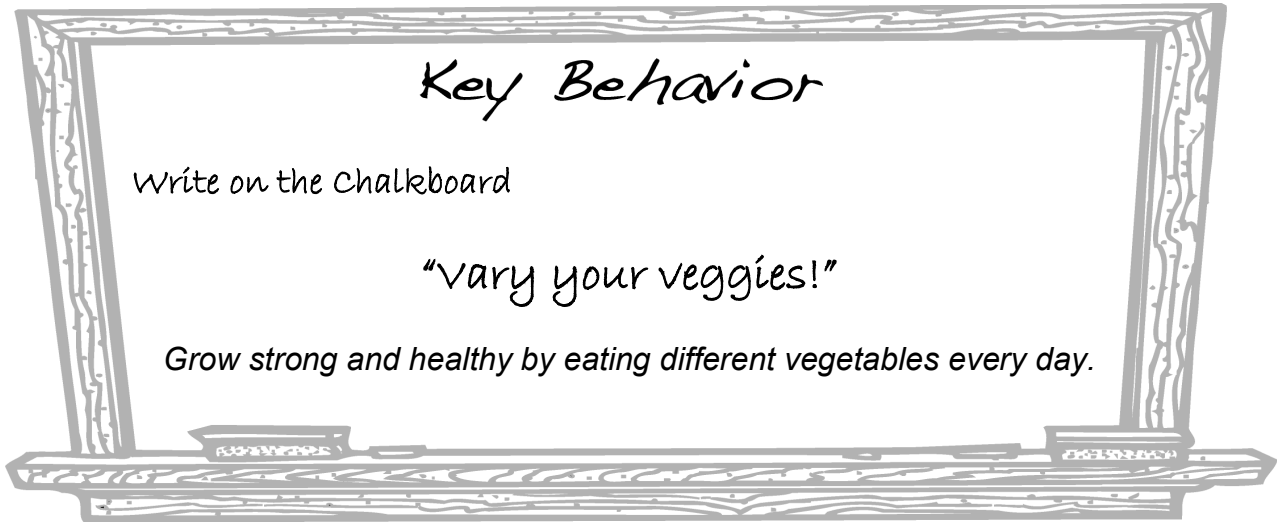 Key Behavior
Write on the Chalkboard
“Vary your veggies!”
Grow strong and healthy by eating different vegetables every day.